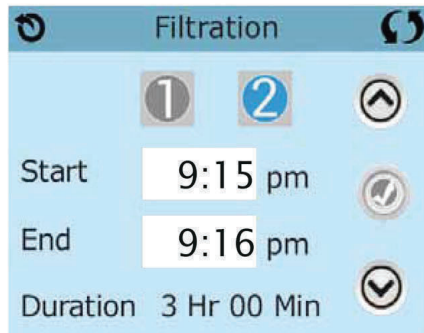 Filtration
1 2
Start 9:15 pm
End 9:16 pm
Duration 3 Hr 00 Min